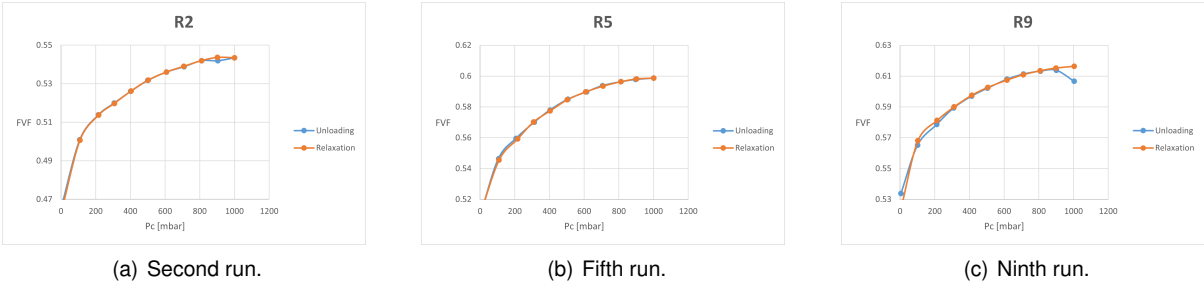 R2
0.55
0.53
0.51
0.49
0.47
FVF
0 200 400 600 800 1000 1200
Pc [mbar]
Unloading
Relaxation
(a) Second run.
R5
0.62
0.6
0.58
0.56
0.54
0.52
FVF
0 200 400 600 800 1000 1200
Pc [mbar]
Unloading
Relaxation
(b) Fifth run.
R9
0.63
0.61
0.59
0.57
0.55
0.53
FVF
0 200 400 600 800 1000 1200
Pc [mbar]
Unloading
Relaxation
(c) Ninth run.